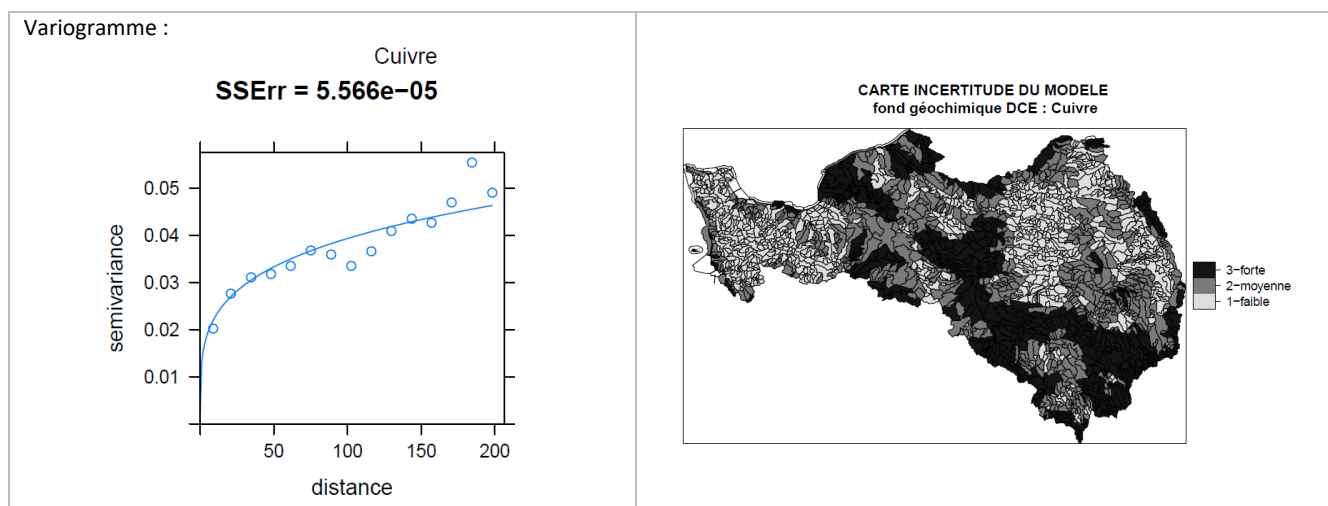 Variogramme :
Cuivre
SSErr = 5.566e−05
0.05
0.04
0.03
0.02
0.01
semivariance
50 100 150 200
distance
CARTE INCERTITUDE DU MODELE
fond géochimique DCE : Cuivre
3−forte
2−moyenne
1−faible